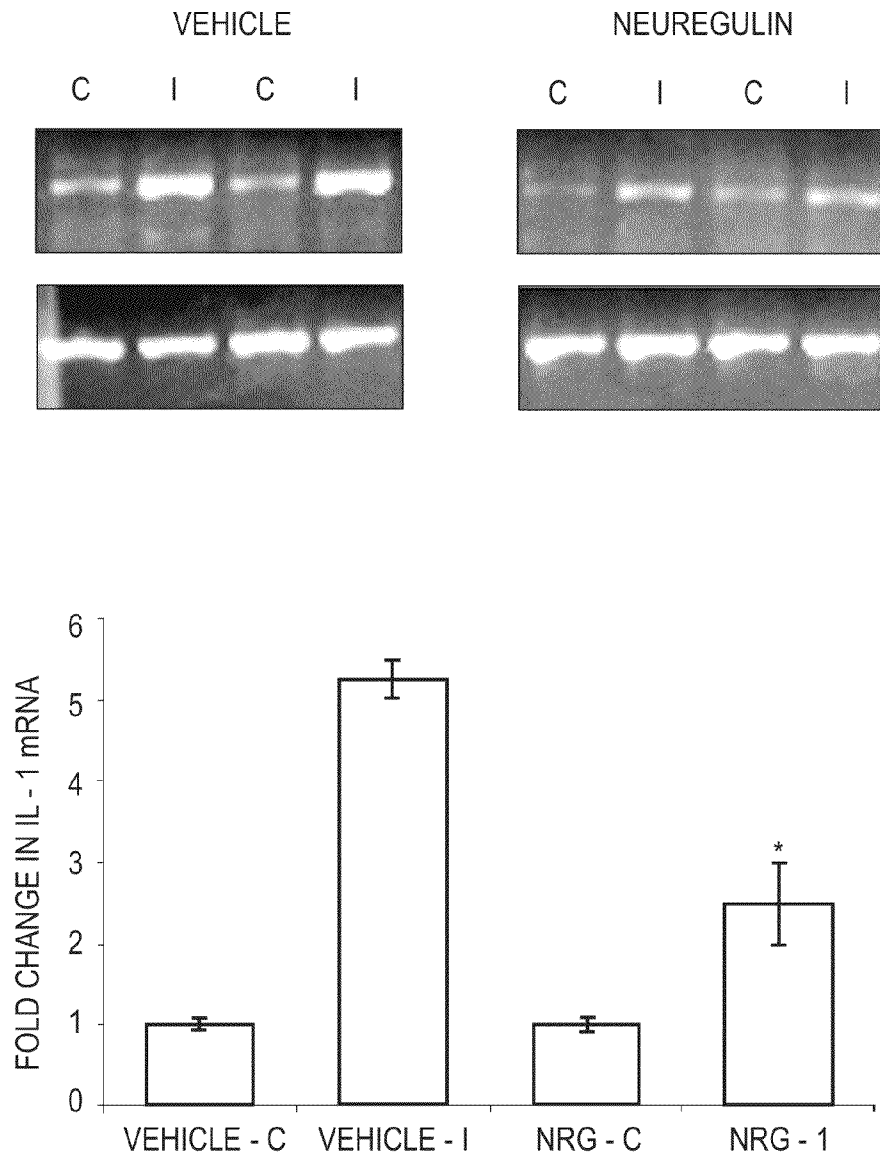 VEHICLE NEUREGULIN
C I C I C I C I
6
5
4
3
2
1
0
FOLD CHANGE IN IL - 1 mRNA
*
VEHICLE - C VEHICLE - I NRG - C NRG - 1